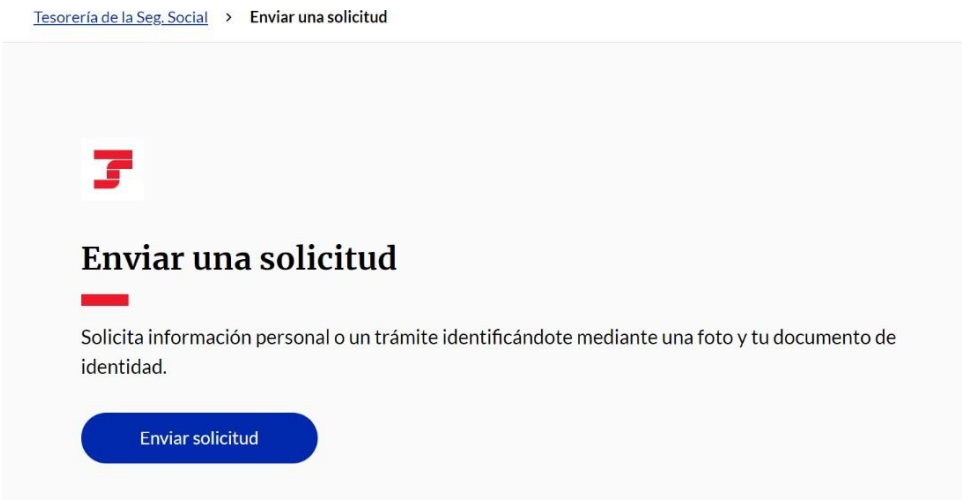 Tesorería de la Seg. Social > Enviar una solicitud
Enviar una solicitud
Solicita información personal o un trámite identificándote mediante una foto y tu documento de
identidad.
Enviar solicitud